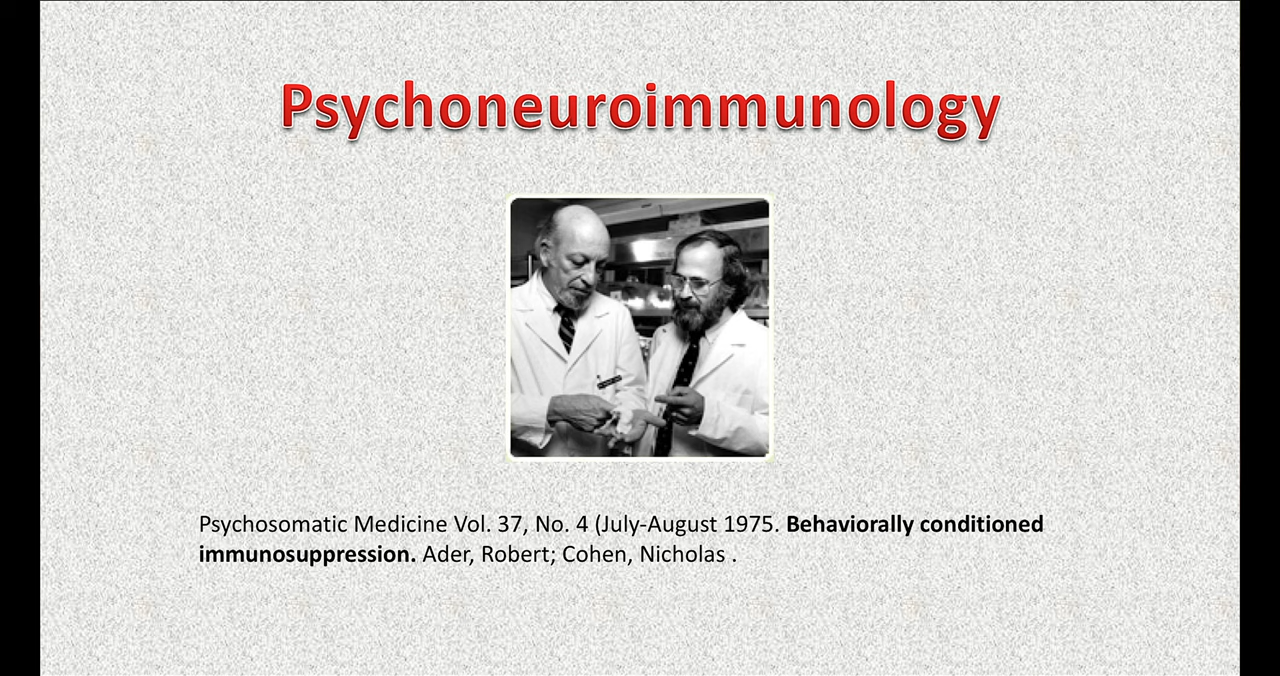 Psychoneuroimmunology
Psychosomatic Medicine Vol. 37, No. 4 (July-August 1975. Behaviorally conditioned
immunosuppression. Ader, Robert; Cohen, Nicholas .